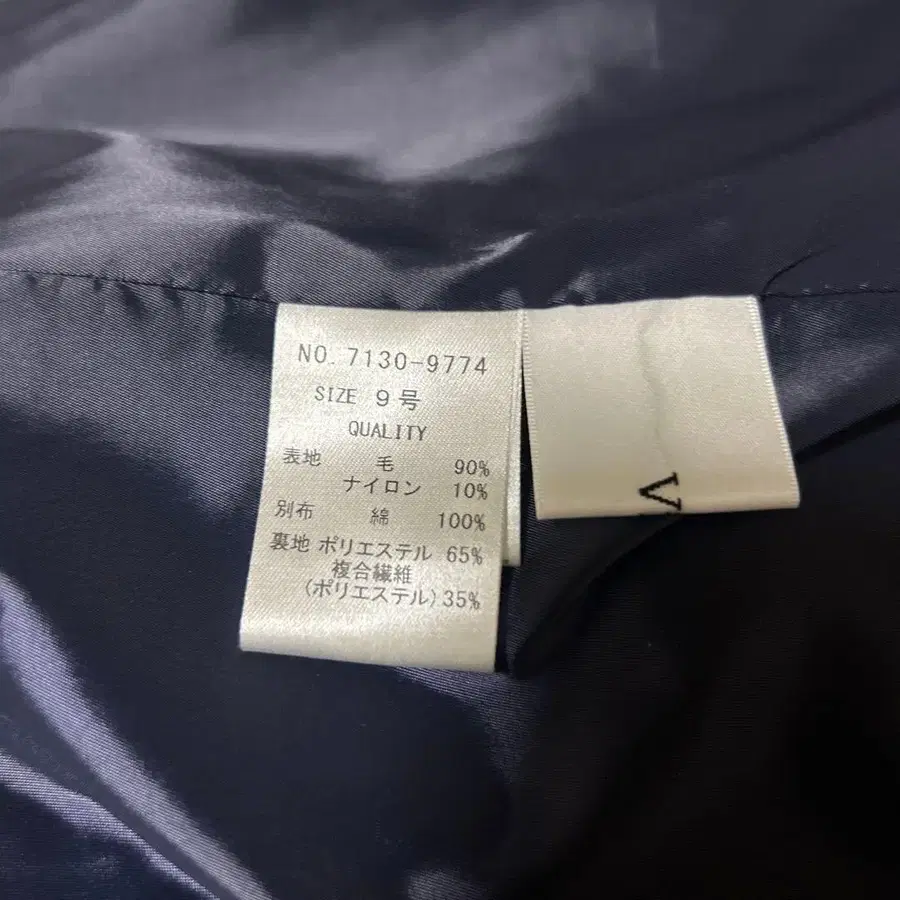 NO. 7130-9774
SIZE 9号
QUALITY
表地 毛 90%
ナイロン 10%
別布 綿 100%
裏地 ポリエステル 65%
複合繊維
(ポリエステル) 35%